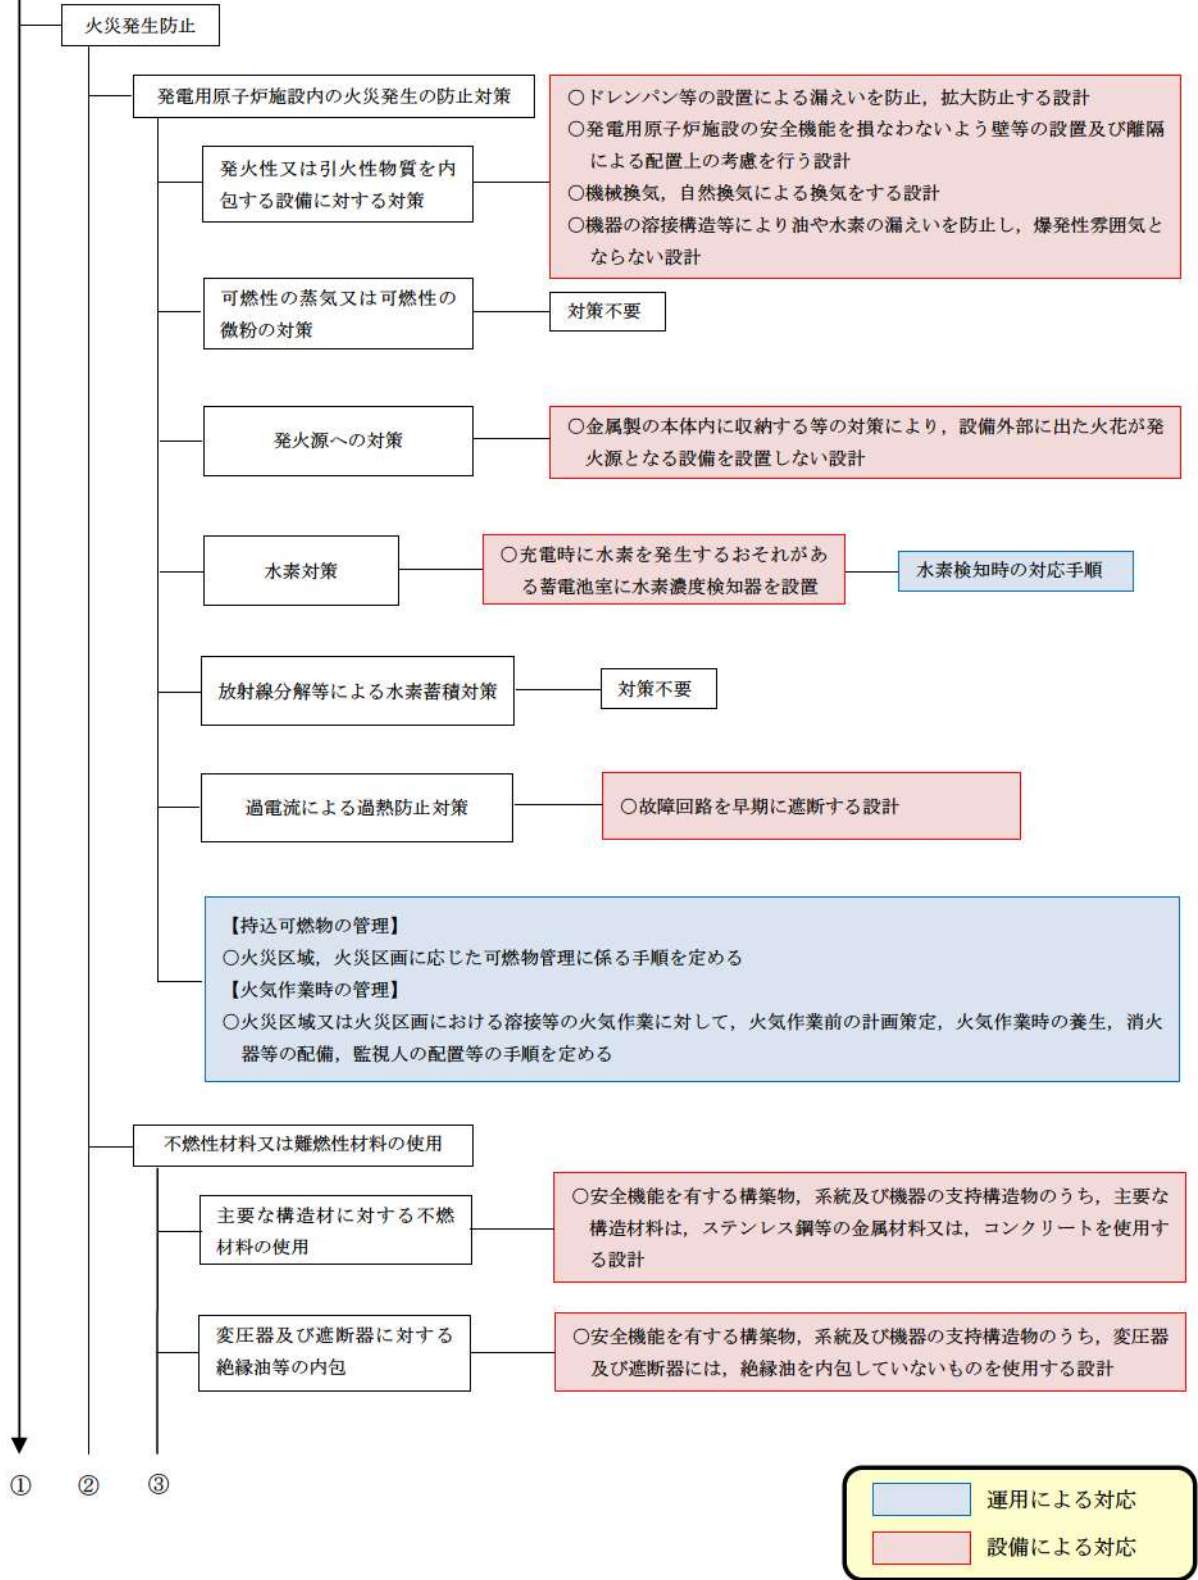 火災発生防止
発電用原子炉施設内の火災発生の防止対策
発火性又は引火性物質を内
包する設備に対する対策
〇ドレンパン等の設置による漏えいを防止，拡大防止する設計
〇発電用原子炉施設の安全機能を損なわないよう壁等の設置及び離隔
による配置上の考慮を行う設計
〇機械換気，自然換気による換気をする設計
〇機器の溶接構造等により油や水素の漏えいを防止し，爆発性雰囲気と
ならない設計
可燃性の蒸気又は可燃性の
微粉の対策
対策不要
発火源への対策
〇金属製の本体内に収納する等の対策により，設備外部に出た火花が発
火源となる設備を設置しない設計
水素対策
〇充電時に水素を発生するおそれがあ
る蓄電池室に水素濃度検知器を設置
水素検知時の対応手順
放射線分解等による水素蓄積対策
対策不要
過電流による過熱防止対策
〇故障回路を早期に遮断する設計
【持込可燃物の管理】
〇火災区域，火災区画に応じた可燃物管理に係る手順を定める
【火気作業時の管理】
〇火災区域又は火災区画における溶接等の火気作業に対して，火気作業前の計画策定，火気作業時の養生，消火
器等の配備，監視人の配置等の手順を定める
不燃性材料又は難燃性材料の使用
主要な構造材に対する不燃
材料の使用
〇安全機能を有する構築物，系統及び機器の支持構造物のうち，主要な
構造材料は，ステンレス鋼等の金属材料又は，コンクリートを使用す
る設計
変圧器及び遮断器に対する
絶縁油等の内包
〇安全機能を有する構築物，系統及び機器の支持構造物のうち，変圧器
及び遮断器には，絶縁油を内包していないものを使用する設計
① ② ③
運用による対応
設備による対応